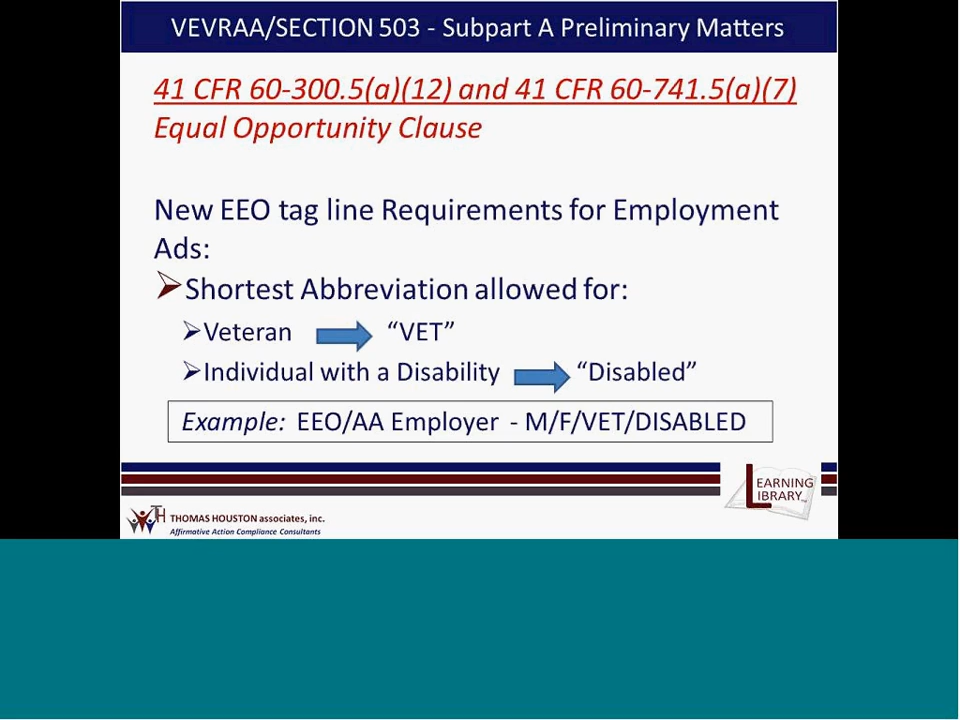 VEVRAA/SECTION 503 - Subpart A Preliminary Matters
41 CFR 60-300.5(a)(12) and 41 CFR 60-741.5(a)(7)
Equal Opportunity Clause
New EEO tag line Requirements for Employment
Ads:
Shortest Abbreviation allowed for:
Veteran "VET"
Individual with a Disability "Disabled"
Example: EEO/AA Employer - M/F/VET/DISABLED
LEARNING
LIBRARY
TH THOMAS HOUSTON associates, inc.
Affirmative Action Compliance Consultants